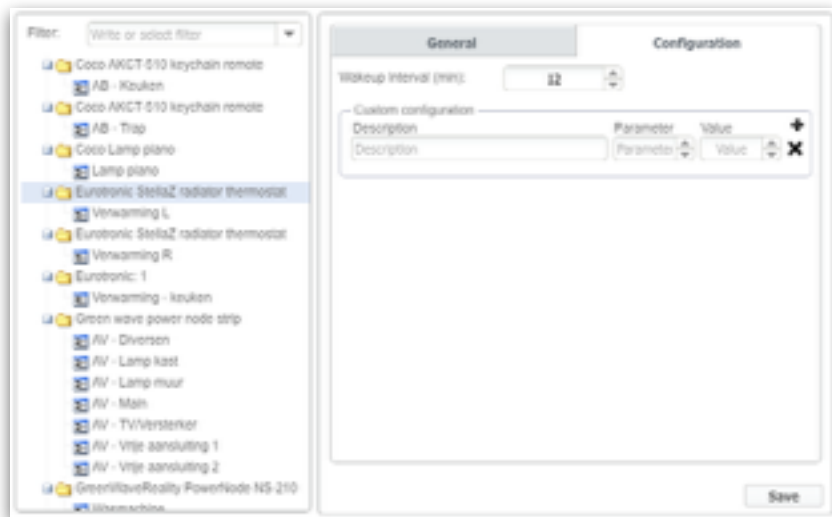 Filter:
Write or select filter
Coco AKCT-510 keychain remote
AB - Keuken
Coco AKCT-510 keychain remote
AB - Trap
Coco Lamp piano
Lamp piano
Eurotronic StellaZ radiator thermostat
Verwarming L
Eurotronic StellaZ radiator thermostat
Verwarming R
Eurotronic: 1
Verwarming - keuken
Green wave power node strip
AV - Diversen
AV - Lamp kast
AV - Lamp muur
AV - Main
AV - TV/Versterker
AV - Vrije aansluiting 1
AV - Vrije aansluiting 2
GreenWaveReality PowerNode NS-210
Wasmachine
General
Configuration
Wakeup Interval (min):
12
Custom configuration
Description Parameter Value
Description Parameter Value
Save